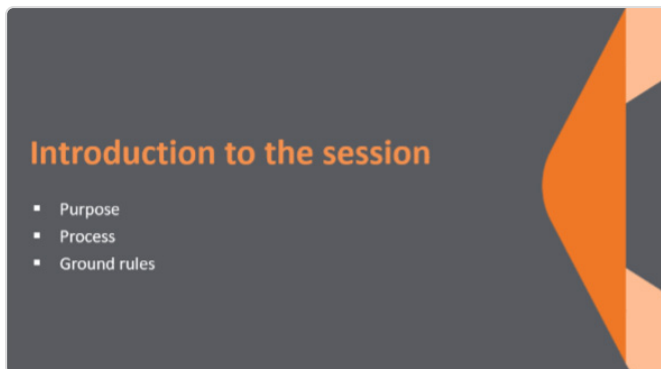 Introduction to the session
▪ Purpose
▪ Process
▪ Ground rules